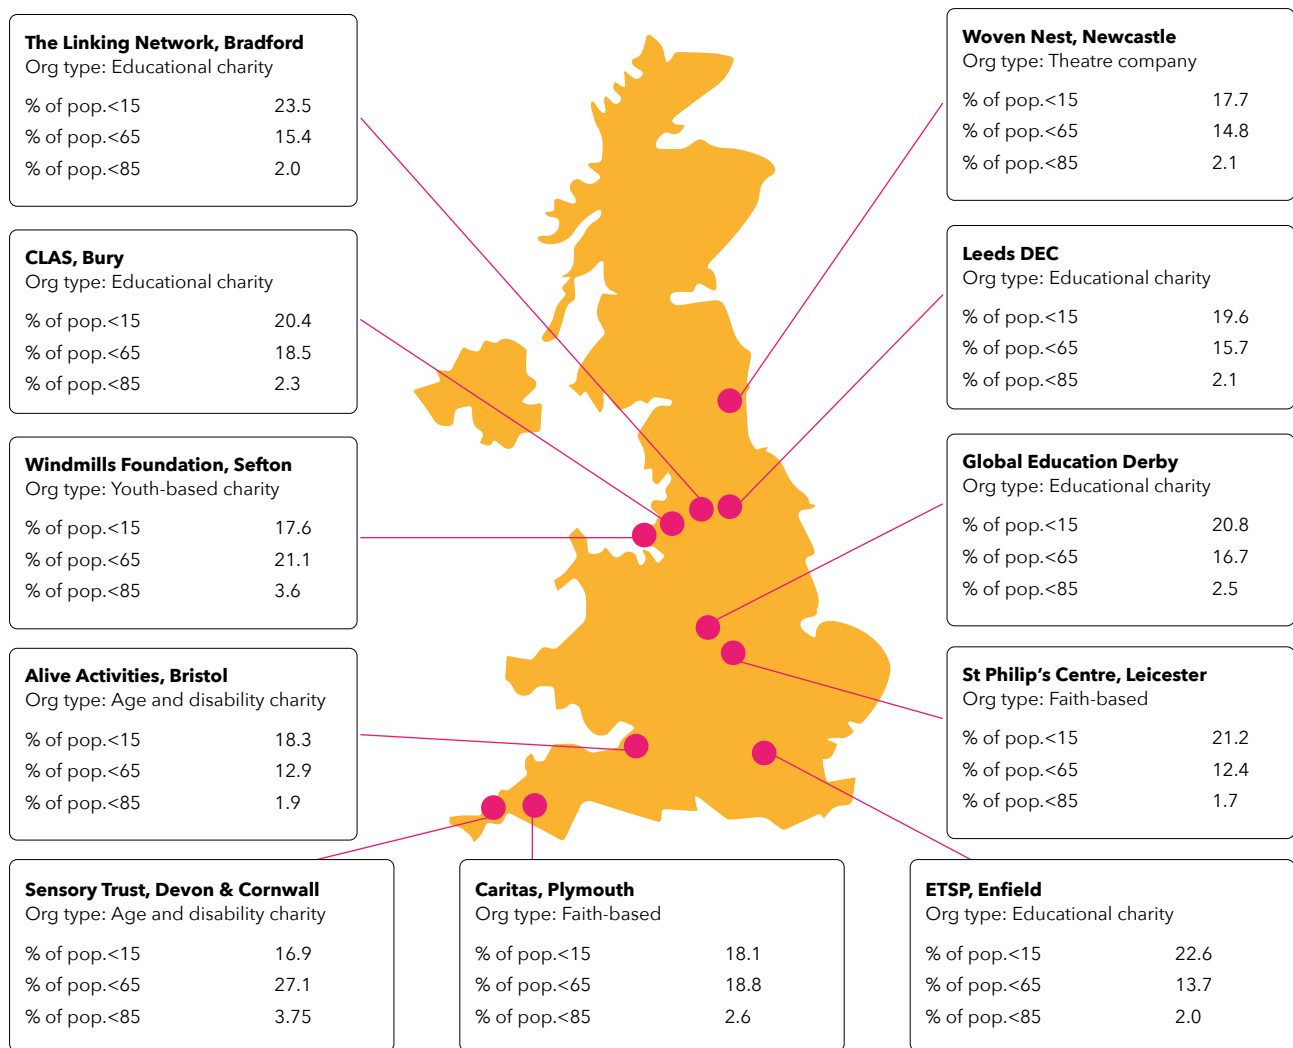 The Linking Network, Bradford
Org type: Educational charity
% of pop.<15 23.5
% of pop.<65 15.4
% of pop.<85 2.0
CLAS, Bury
Org type: Educational charity
% of pop.<15 20.4
% of pop.<65 18.5
% of pop.<85 2.3
Windmills Foundation, Sefton
Org type: Youth-based charity
% of pop.<15 17.6
% of pop.<65 21.1
% of pop.<85 3.6
Alive Activities, Bristol
Org type: Age and disability charity
% of pop.<15 18.3
% of pop.<65 12.9
% of pop.<85 1.9
Sensory Trust, Devon & Cornwall
Org type: Age and disability charity
% of pop.<15 16.9
% of pop.<65 27.1
% of pop.<85 3.75
Caritas, Plymouth
Org type: Faith-based
% of pop.<15 18.1
% of pop.<65 18.8
% of pop.<85 2.6
Woven Nest, Newcastle
Org type: Theatre company
% of pop.<15 17.7
% of pop.<65 14.8
% of pop.<85 2.1
Leeds DEC
Org type: Educational charity
% of pop.<15 19.6
% of pop.<65 15.7
% of pop.<85 2.1
Global Education Derby
Org type: Educational charity
% of pop.<15 20.8
% of pop.<65 16.7
% of pop.<85 2.5
St Philip’s Centre, Leicester
Org type: Faith-based
% of pop.<15 21.2
% of pop.<65 12.4
% of pop.<85 1.7
ETSP, Enfield
Org type: Educational charity
% of pop.<15 22.6
% of pop.<65 13.7
% of pop.<85 2.0